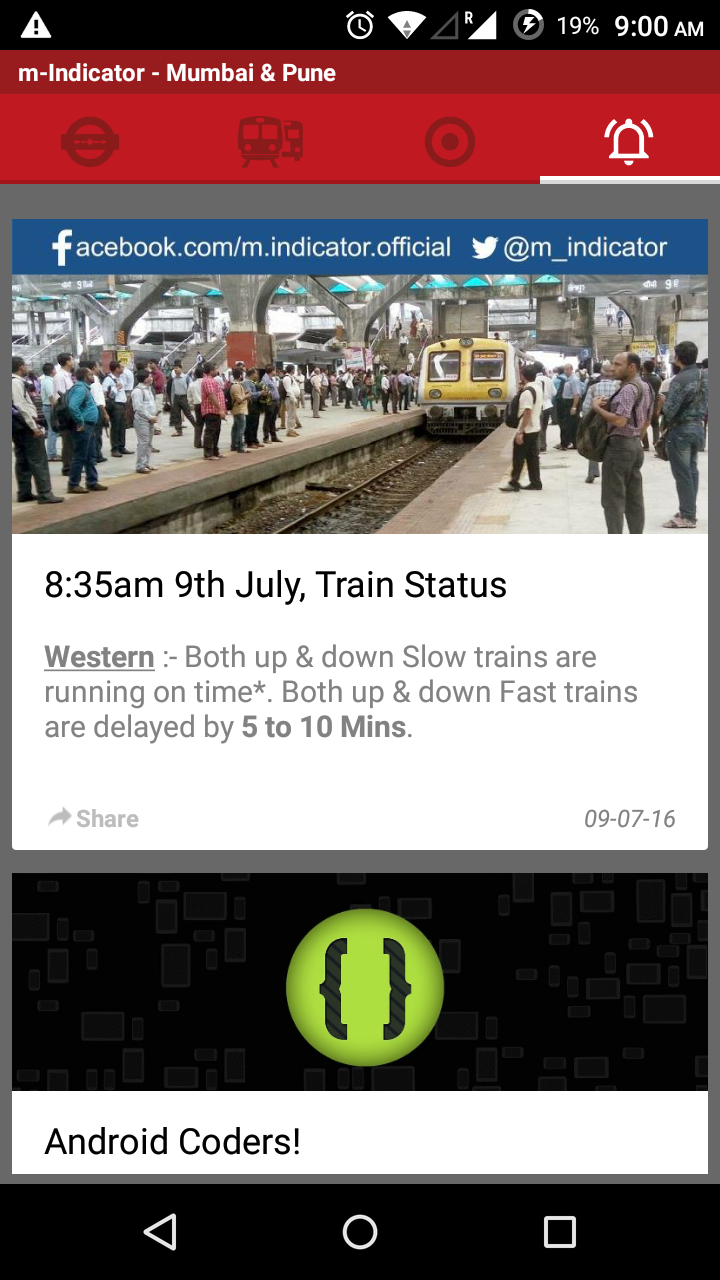 R 19% 9:00 AM
m-Indicator - Mumbai & Pune
facebook.com/m.indicator.official @m_indicator
8:35am 9th July, Train Status
Western :- Both up & down Slow trains are
running on time*. Both up & down Fast trains
are delayed by 5 to 10 Mins.
Share 09-07-16
{ }
Android Coders!